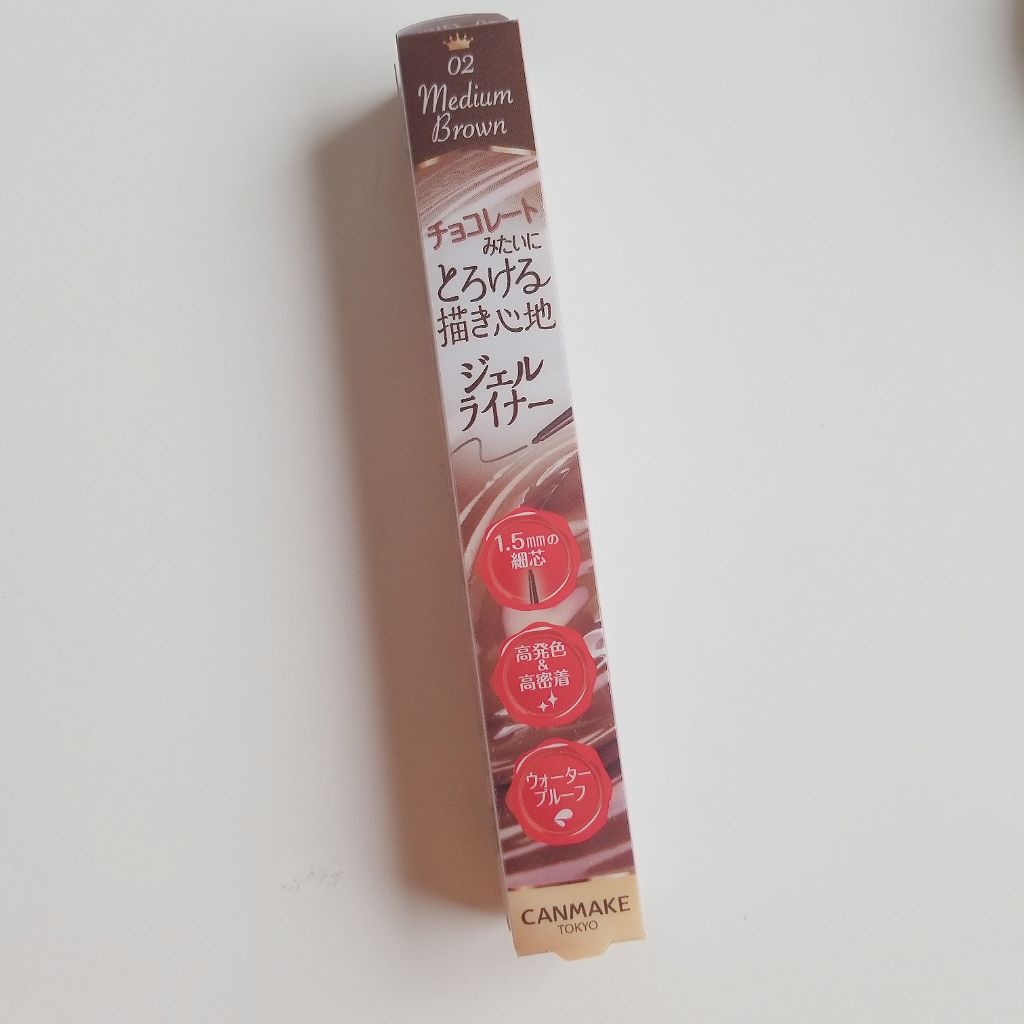 02
Medium
Brown
チョコレート
みたいに
とろける
描き心地
ジェル
ライナー
1.5mmの
細芯
高発色
&
高密着
ウォーター
プルーフ
CANMAKE
TOKYO